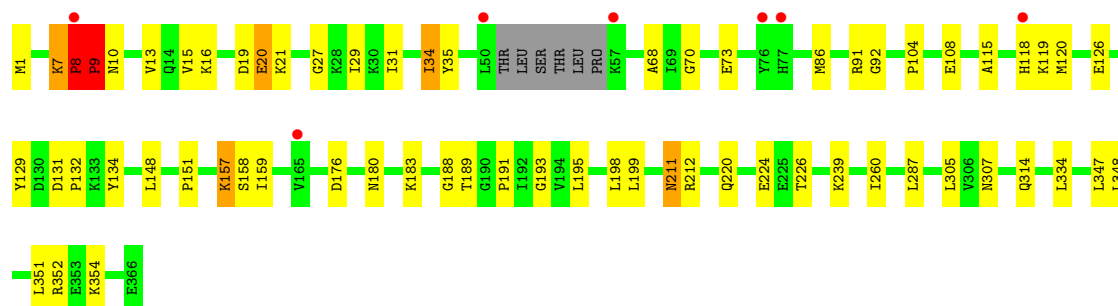 M1 K7 P8 P9 N10 V13 Q14 V15 K16 D19 E20 K21 G27 K28 I29 K30 I31 I34 Y35 L50 THR LEU SER THR LEU PRO K57 A68 I69 G70 E73 Y76 H77 M86 R91 G92 P104 E108 A115 H118 K119 M120 E126
Y129 D130 D131 P132 K133 Y134 L148 P151 K157 S158 I159 V165 D176 N180 K183 G188 T189 G190 P191 I192 G193 V194 L195 L198 L199 N211 R212 Q220 E224 E225 T226 K239 I260 L287 L305 V306 N307 Q314 L334 L347 L348
L351 R352 E353 K354 E366